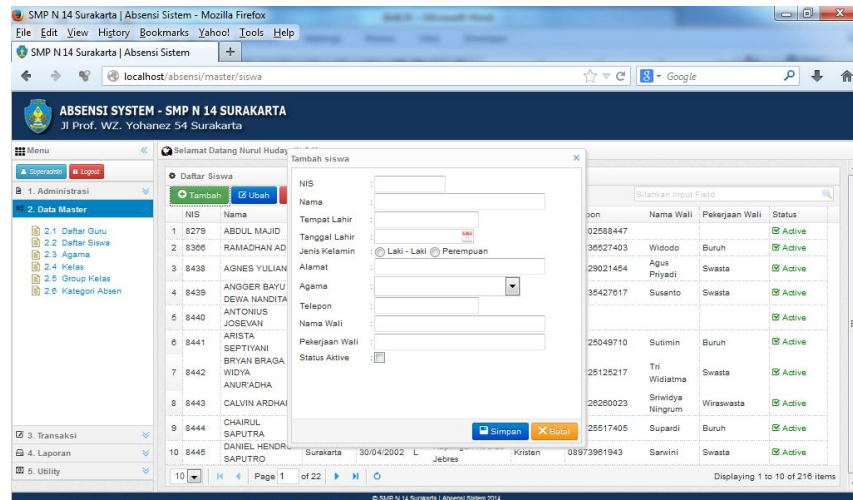 SMP N 14 Surakarta | Absensi Sistem - Mozilla Firefox
File Edit View History Bookmarks Yahoo! Tools Help
SMP N 14 Surakarta | Absensi Sistem +
localhost/absensi/master/siswa
Google
ABSENSI SYSTEM - SMP N 14 SURAKARTA
Jl Prof. WZ. Yohanez 54 Surakarta
Menu
Selamat Datang Nurul
Superadmin Logout
1. Administrasi
2. Data Master
2.1 Daftar Guru
2.2 Daftar Siswa
2.3 Agama
2.4 Kelas
2.5 Group Kelas
2.6 Kategori Absen
3. Transaksi
4. Laporan
5. Utility
Daftar Siswa
Tambah Ubah
Silahkan Input Field
NIS Nama Nama Wali Pekerjaan Wali Status
1 8279 ABDUL MAJID 02588447 Active
2 8366 RAMADHAN AD 36527403 Widodo Buruh Active
3 8438 AGNES YULIAN 29021454 Agus Priyadi Swasta Active
4 8439 ANGGER BAYU DEWA NANDITA 35427617 Susanto Swasta Active
5 8440 ANTONIUS JOSEVAN Active
6 8441 ARISTA SEPTIYANI 25049710 Sutimin Buruh Active
7 8442 BRYAN BRAGA WIDYA ANUR'ADHA 25125217 Tri Widiatma Swasta Active
8 8443 CALVIN ARDHA 26260023 Sriwidya Ningrum Wiraswasta Active
9 8444 CHAIRUL SAPUTRA 25517405 Supardi Buruh Active
10 8445 DANIEL HENDRO SAPUTRO Surakarta 30/04/2002 L Jebres Kristen 08973961943 Sarwini Swasta Active
10 Page 1 of 22 Displaying 1 to 10 of 216 items
Tambah siswa
NIS :
Nama :
Tempat Lahir :
Tanggal Lahir :
Jenis Kelamin : Laki - Laki Perempuan
Alamat :
Agama :
Telepon :
Nama Wali :
Pekerjaan Wali :
Status Aktive :
Simpan Batal
© SMP N 14 Surakarta | Absensi Sistem 2014